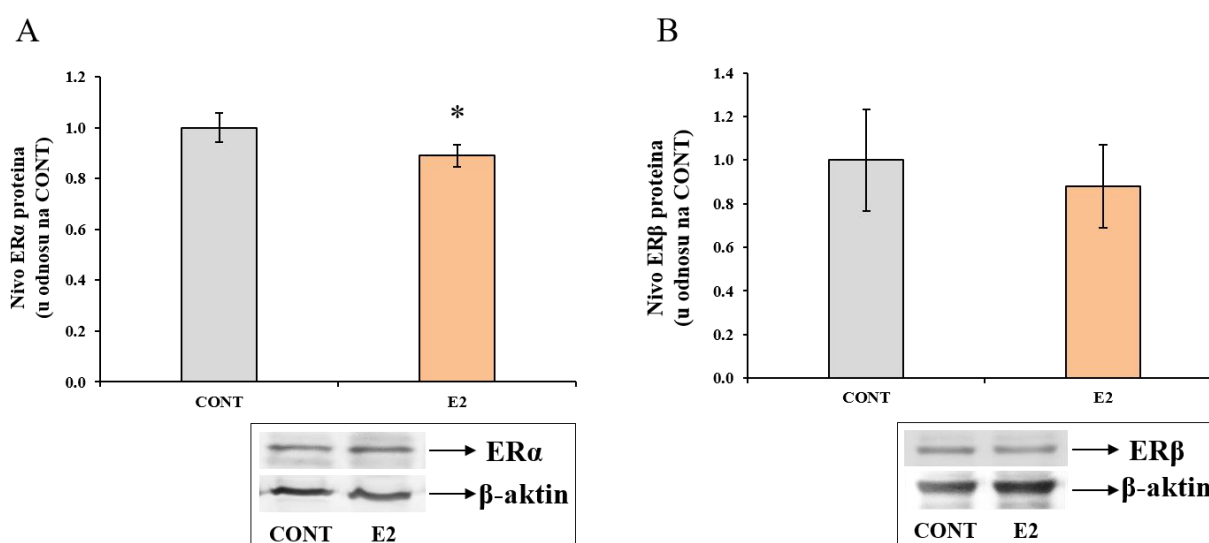 A
Nivo ERα proteina
(u odnosu na CONT)
1.2
1.0
0.8
0.6
0.4
0.2
0.0
*
CONT E2
ERα
β-aktin
CONT E2
B
Nivo ERβ proteina
(u odnosu na CONT)
1.4
1.2
1.0
0.8
0.6
0.4
0.2
0.0
CONT E2
ERβ
β-aktin
CONT E2